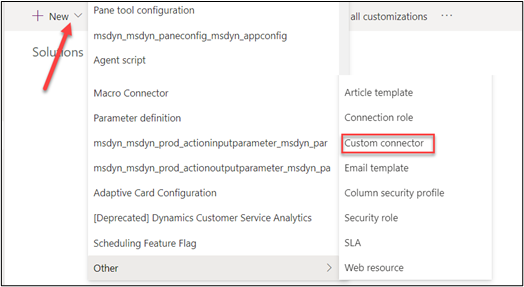 New
all customizations
Solutions
Pane tool configuration
msdyn_msdyn_paneconfig_msdyn_appconfig
Agent script
Macro Connector
Parameter definition
msdyn_msdyn_prod_actioninputparameter_msdyn_par
msdyn_msdyn_prod_actionoutputparameter_msdyn_pa
Adaptive Card Configuration
[Deprecated] Dynamics Customer Service Analytics
Scheduling Feature Flag
Other
Article template
Connection role
Custom connector
Email template
Column security profile
Security role
SLA
Web resource